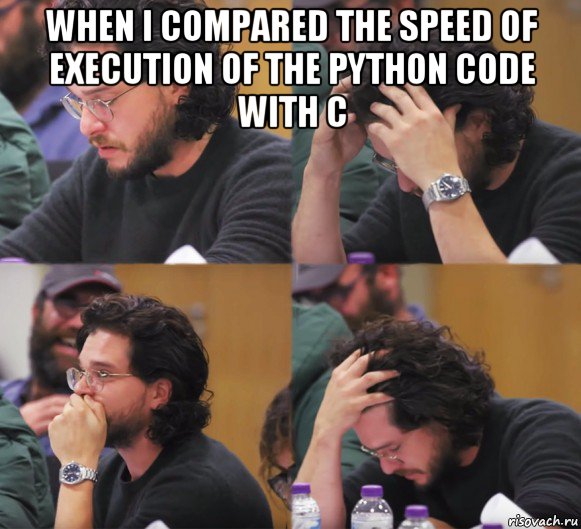 WHEN I COMPARED THE SPEED OF
EXECUTION OF THE PYTHON CODE
WITH C
risovach.ru